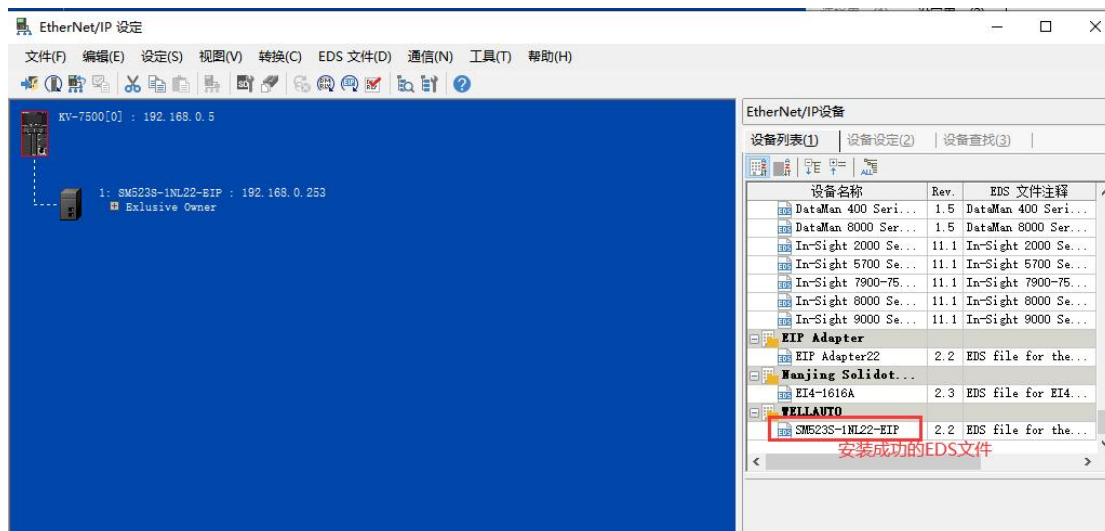 EtherNet/IP 设定
文件(F) 编辑(E) 设定(S) 视图(V) 转换(C) EDS 文件(D) 通信(N) 工具(T) 帮助(H)
KV-7500[0] : 192.168.0.5
1: SM523S-1NL22-EIP : 192.168.0.253
Exlusive Owner
EtherNet/IP设备
设备列表(1) 设备设定(2) 设备查找(3)
设备名称 Rev. EDS 文件注释
DataMan 400 Seri... 1.5 DataMan 400 Seri...
DataMan 8000 Ser... 1.5 DataMan 8000 Ser...
In-Sight 2000 Se... 11.1 In-Sight 2000 Se...
In-Sight 5700 Se... 11.1 In-Sight 5700 Se...
In-Sight 7900-75... 11.1 In-Sight 7900-75...
In-Sight 8000 Se... 11.1 In-Sight 8000 Se...
In-Sight 9000 Se... 11.1 In-Sight 9000 Se...
EIP Adapter
EIP Adapter22 2.2 EDS file for the...
Nanjing Solidot...
EI4-1616A 2.3 EDS file for EI4...
WELLAUTO
SM523S-1NL22-EIP 2.2 EDS file for the...
安装成功的EDS文件